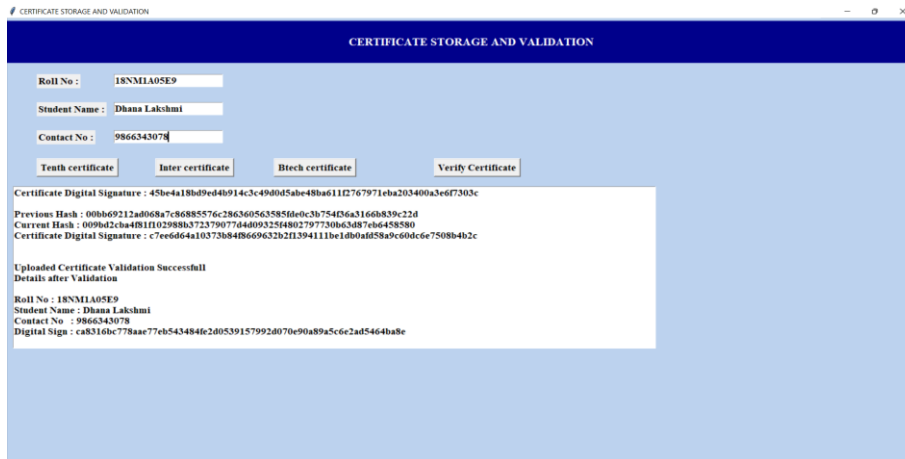 CERTIFICATE STORAGE AND VALIDATION
CERTIFICATE STORAGE AND VALIDATION
Roll No : 18NM1A05E9
Student Name : Dhana Lakshmi
Contact No : 9866343078
Tenth certificate Inter certificate Btech certificate Verify Certificate
Certificate Digital Signature : 45be4a18bd9ed4b914c3c49d0d5abe48ba611f2767971eba203400a3e6f7303c
Previous Hash : 00bb69212ad068a7c86885576c286360563585fde0c3b754f36a3166b839c22d
Current Hash : 009bd2cba4f81f102988b372379077d4d09325f4802797730b63d87eb6458580
Certificate Digital Signature : c7ee6d64a10373b84f8669632b2f1394111be1db0afd58a9c60dc6e7508b4b2c
Uploaded Certificate Validation Successfull
Details after Validation
Roll No : 18NM1A05E9
Student Name : Dhana Lakshmi
Contact No : 9866343078
Digital Sign : ca8316bc778aae77eb543484fe2d0539157992d070e90a89a5c6e2ad5464ba8e